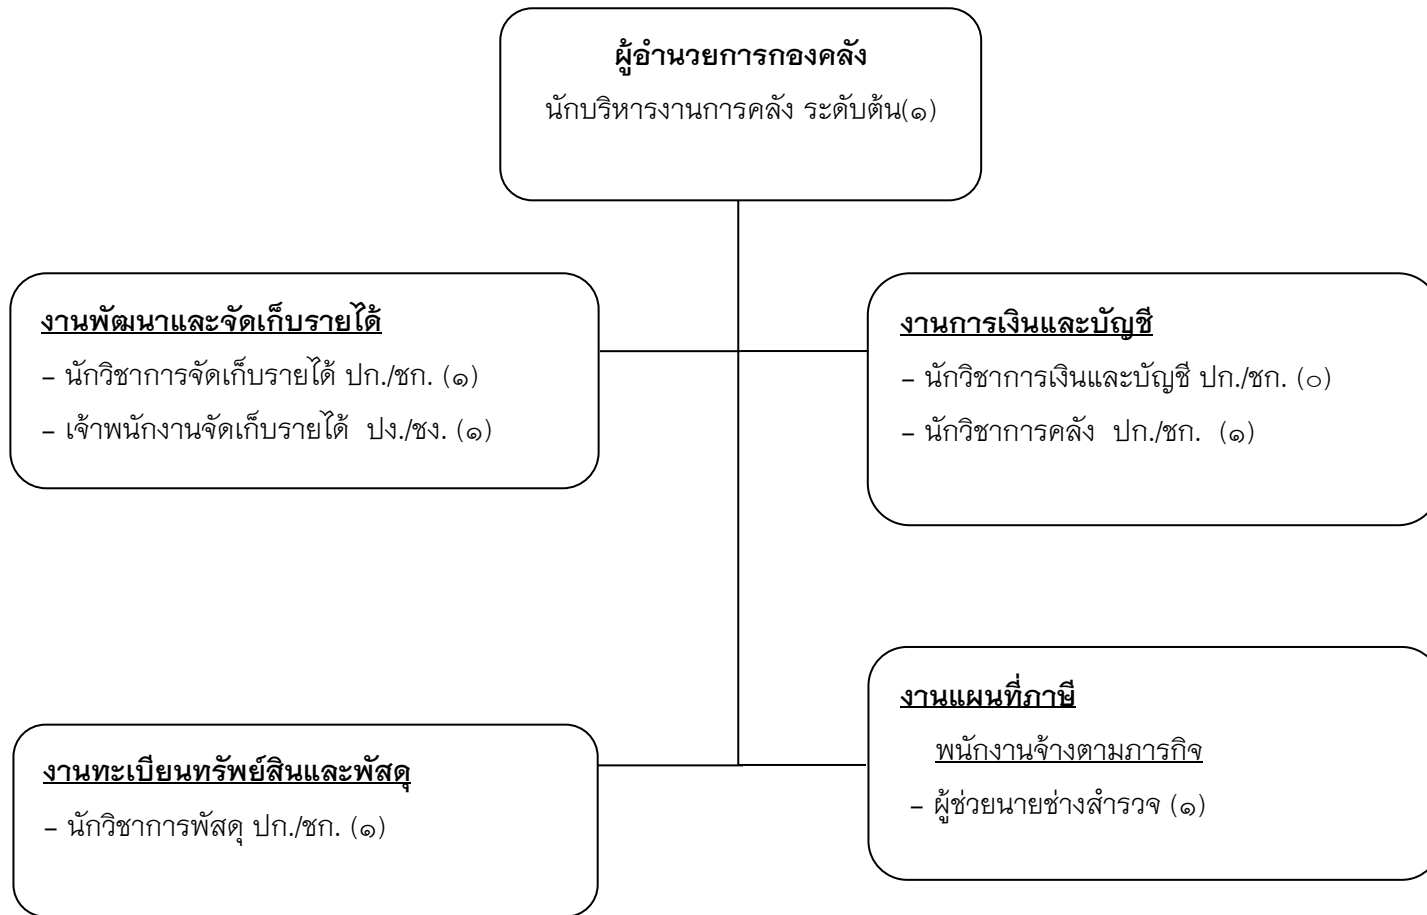 ผู้อำนวยการกองคลัง
นักบริหารงานการคลัง ระดับต้น(๑)
งานพัฒนาและจัดเก็บรายได้
- นักวิชาการจัดเก็บรายได้ ปก./ชก. (๑)
- เจ้าพนักงานจัดเก็บรายได้ ปง./ชง. (๑)
งานการเงินและบัญชี
- นักวิชาการเงินและบัญชี ปก./ชก. (๐)
- นักวิชาการคลัง ปก./ชก. (๑)
งานทะเบียนทรัพย์สินและพัสดุ
- นักวิชาการพัสดุ ปก./ชก. (๑)
งานแผนที่ภาษี
พนักงานจ้างตามภารกิจ
- ผู้ช่วยนายช่างสำรวจ (๑)